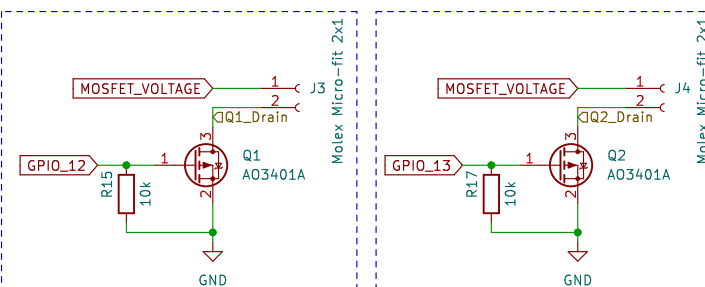 MOSFET_VOLTAGE
1
2
J3
Molex Micro-fit 2x1
Q1_Drain
3
GPIO_12
1
Q1
AO3401A
R15
10k
2
GND
MOSFET_VOLTAGE
1
2
J4
Molex Micro-fit 2x1
Q2_Drain
3
GPIO_13
1
Q2
AO3401A
R17
10k
2
GND